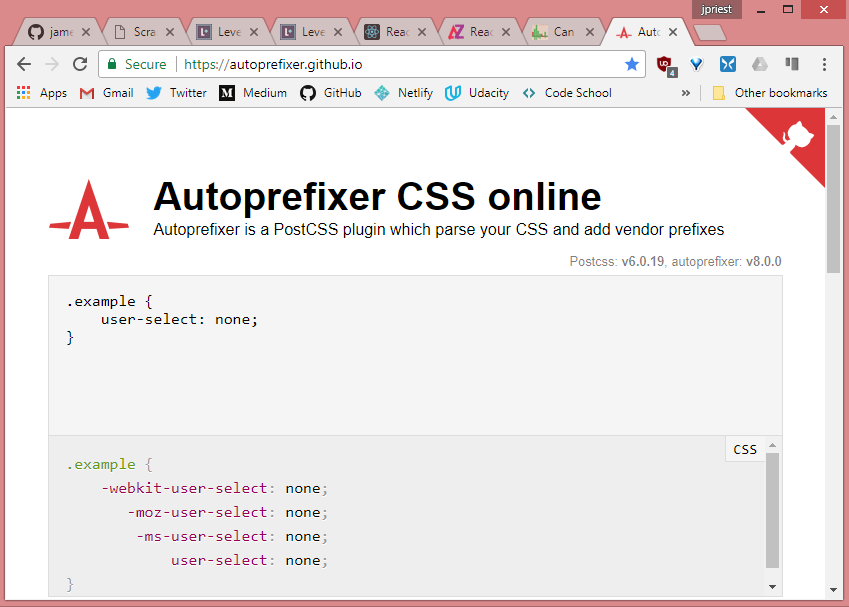 jpriest
jame Scra Leve Leve Reac Reac Can Auto
Secure https://autoprefixer.github.io
UO 4
Apps Gmail Twitter M Medium GitHub Netlify Udacity <> Code School » Other bookmarks
Autoprefixer CSS online
Autoprefixer is a PostCSS plugin which parse your CSS and add vendor prefixes
Postcss: v6.0.19, autoprefixer: v8.0.0
.example {
    user-select: none;
}
CSS
.example {
    -webkit-user-select: none;
       -moz-user-select: none;
        -ms-user-select: none;
            user-select: none;
}